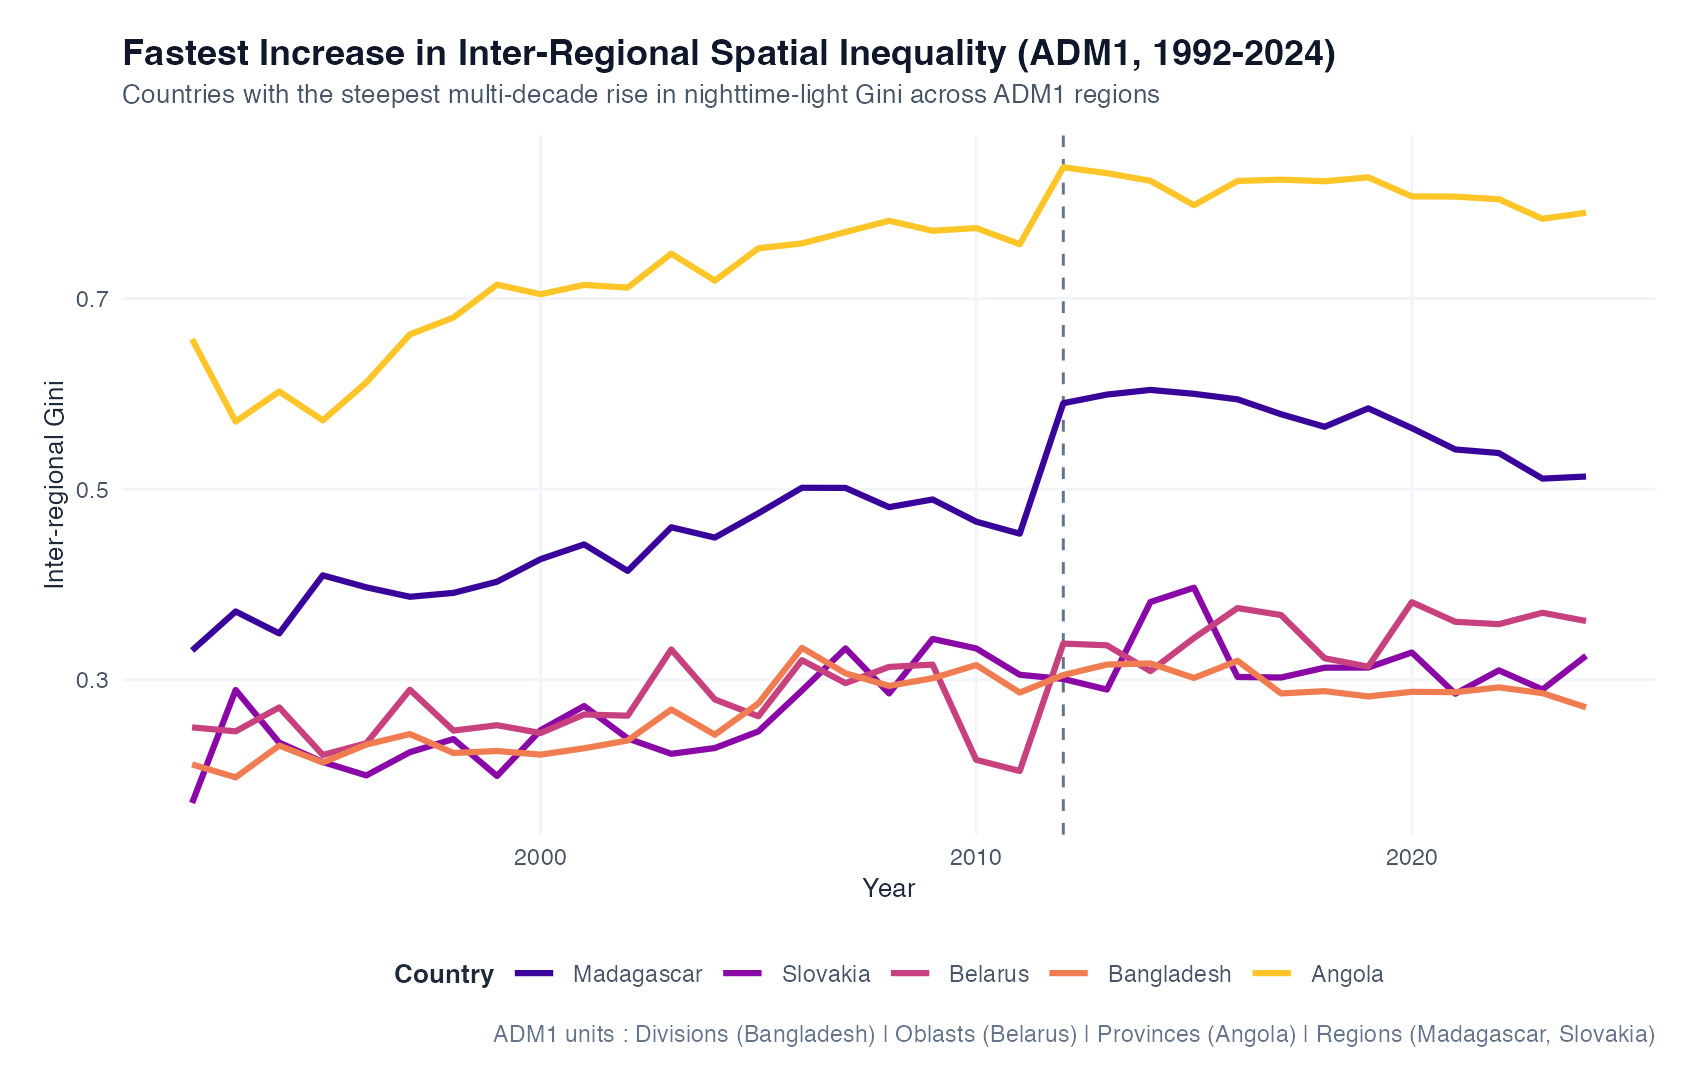 Fastest Increase in Inter-Regional Spatial Inequality (ADM1, 1992-2024)
Countries with the steepest multi-decade rise in nighttime-light Gini across ADM1 regions
Inter-regional Gini
0.7
0.5
0.3
2000 2010 2020
Year
Country Madagascar Slovakia Belarus Bangladesh Angola
ADM1 units : Divisions (Bangladesh) | Oblasts (Belarus) | Provinces (Angola) | Regions (Madagascar, Slovakia)